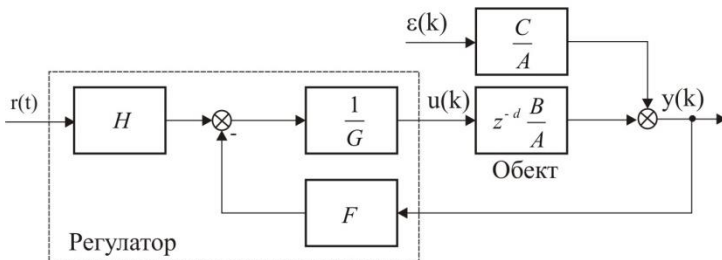 ε(k)
C
A
r(t)
H
-
1
G
u(k)
z⁻ᵈ B
A
y(k)
Обект
F
Регулатор